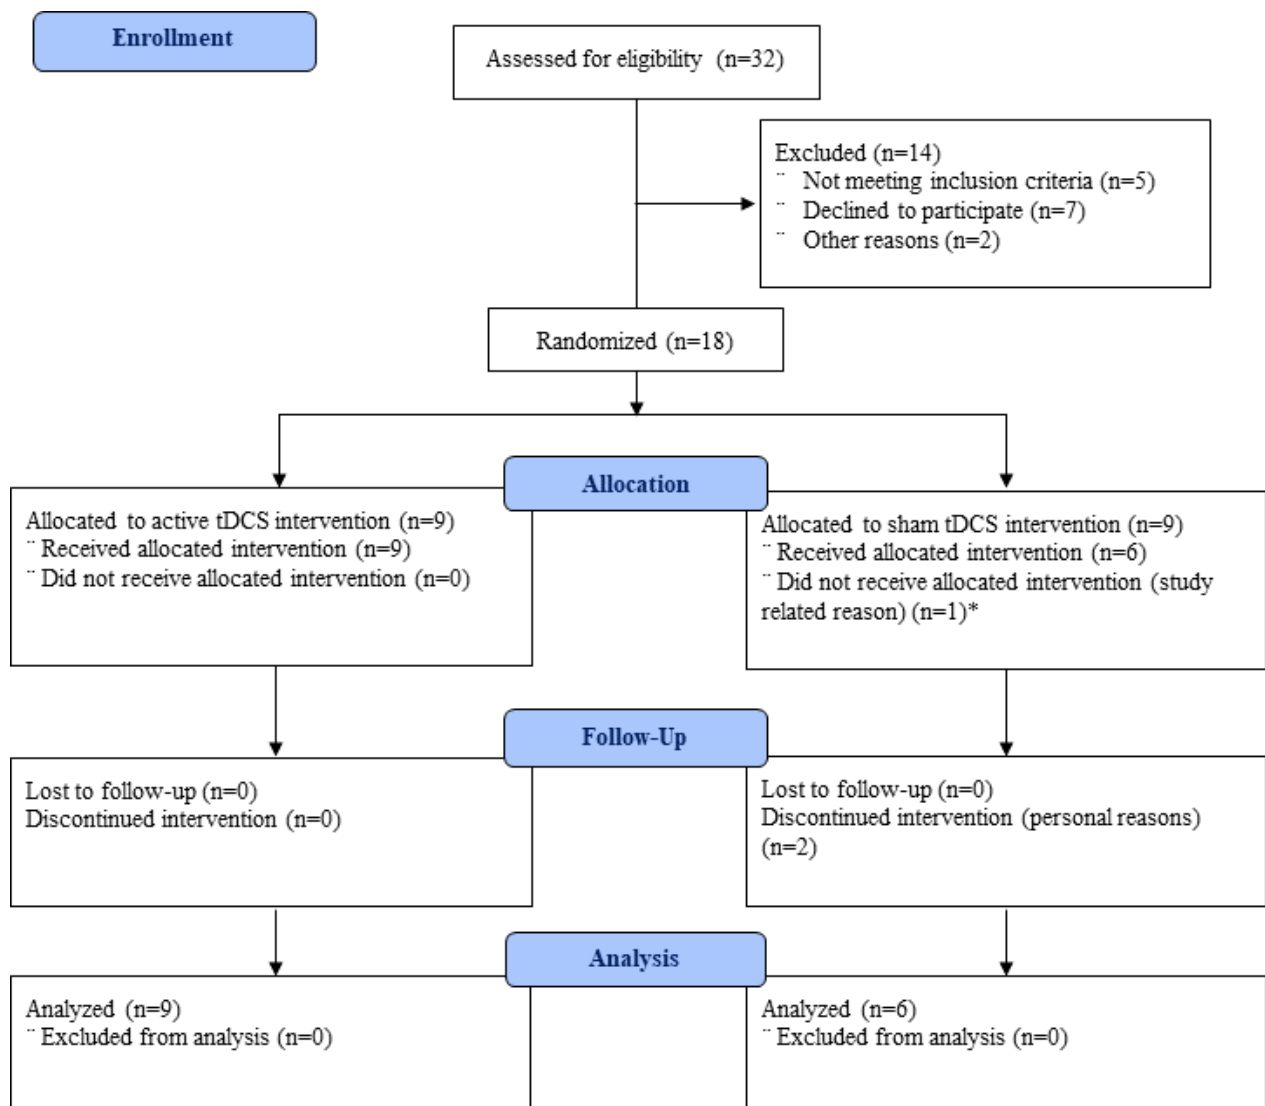 Enrollment
Assessed for eligibility (n=32)
Excluded (n=14)
¨ Not meeting inclusion criteria (n=5)
¨ Declined to participate (n=7)
¨ Other reasons (n=2)
Randomized (n=18)
Allocation
Allocated to active tDCS intervention (n=9)
¨ Received allocated intervention (n=9)
¨ Did not receive allocated intervention (n=0)
Allocated to sham tDCS intervention (n=9)
¨ Received allocated intervention (n=6)
¨ Did not receive allocated intervention (study
related reason) (n=1)*
Follow-Up
Lost to follow-up (n=0)
Discontinued intervention (n=0)
Lost to follow-up (n=0)
Discontinued intervention (personal reasons)
(n=2)
Analysis
Analyzed (n=9)
¨ Excluded from analysis (n=0)
Analyzed (n=6)
¨ Excluded from analysis (n=0)